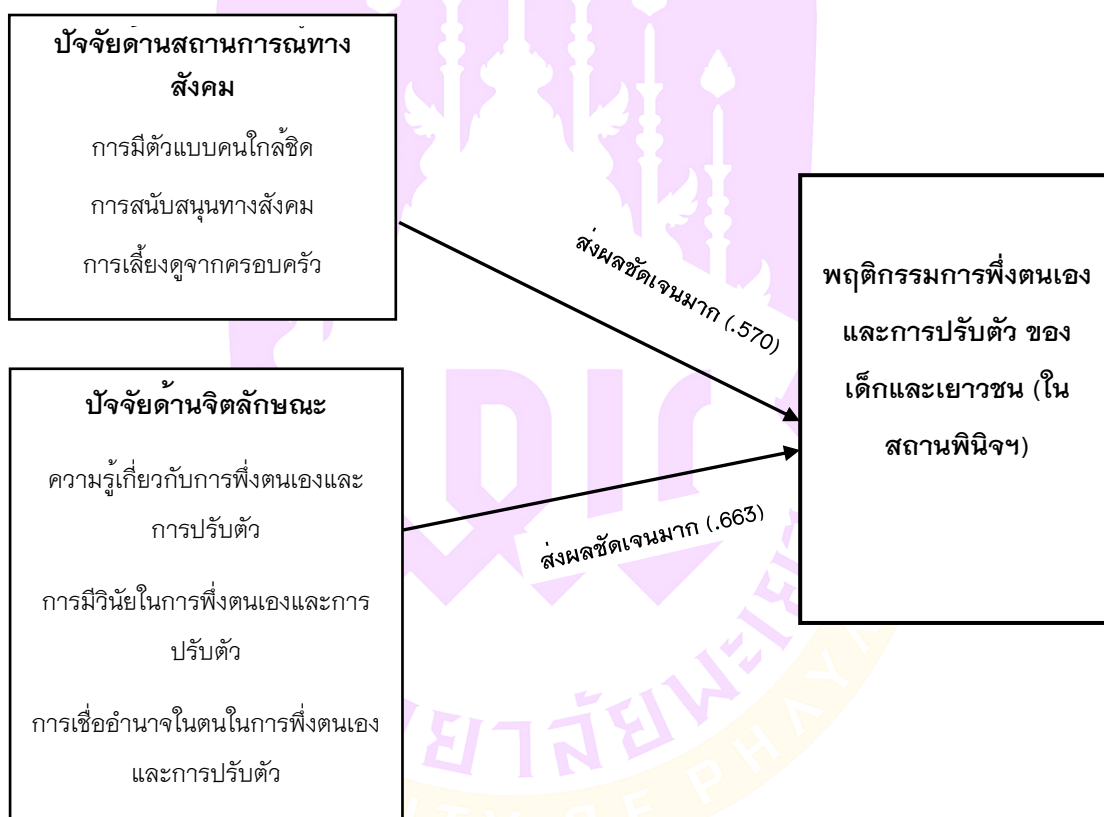 ปัจจัยด้านสถานการณ์ทาง
สังคม
การมีตัวแบบคนใกล้ชิด
การสนับสนุนทางสังคม
การเลี้ยงดูจากครอบครัว
ส่งผลชัดเจนมาก (.570)
พฤติกรรมการพึ่งตนเอง
และการปรับตัว ของ
เด็กและเยาวชน (ใน
สถานพินิจฯ)
ปัจจัยด้านจิตลักษณะ
ความรู้เกี่ยวกับการพึ่งตนเองและ
การปรับตัว
การมีวินัยในการพึ่งตนเองและการ
ปรับตัว
การเชื่ออำนาจในตนในการพึ่งตนเอง
และการปรับตัว
ส่งผลชัดเจนมาก (.663)